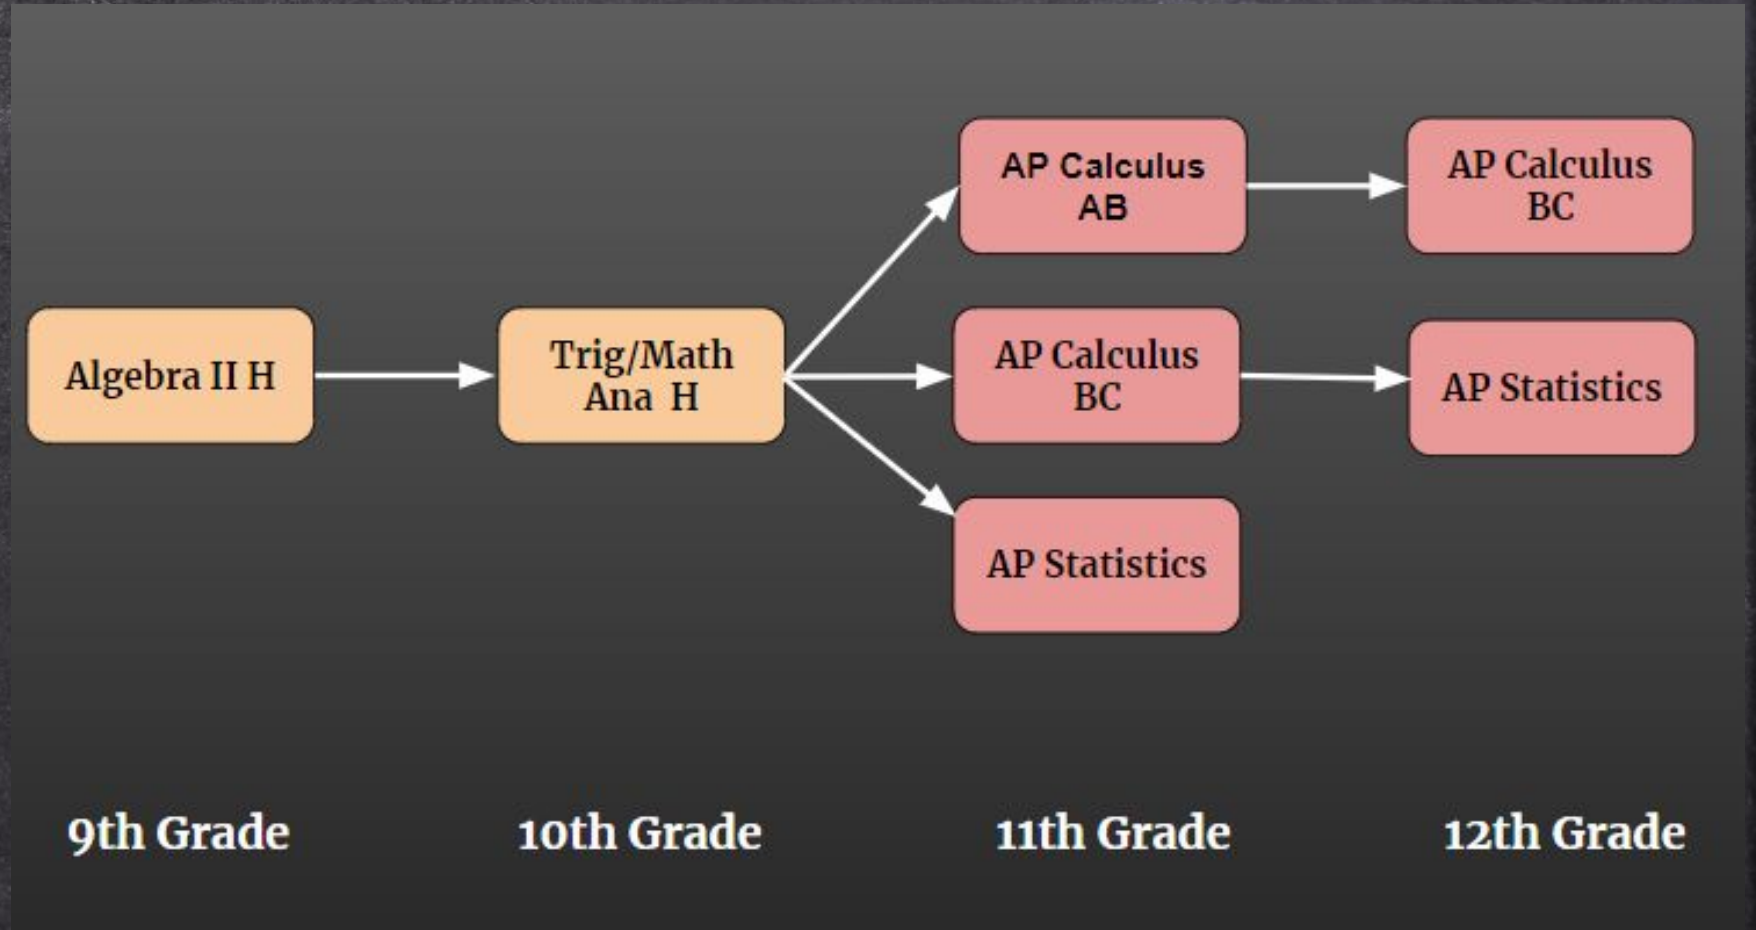 AP Calculus
AB
AP Calculus
BC
Algebra II H
Trig/Math
Ana H
AP Calculus
BC
AP Statistics
AP Statistics
9th Grade
10th Grade
11th Grade
12th Grade